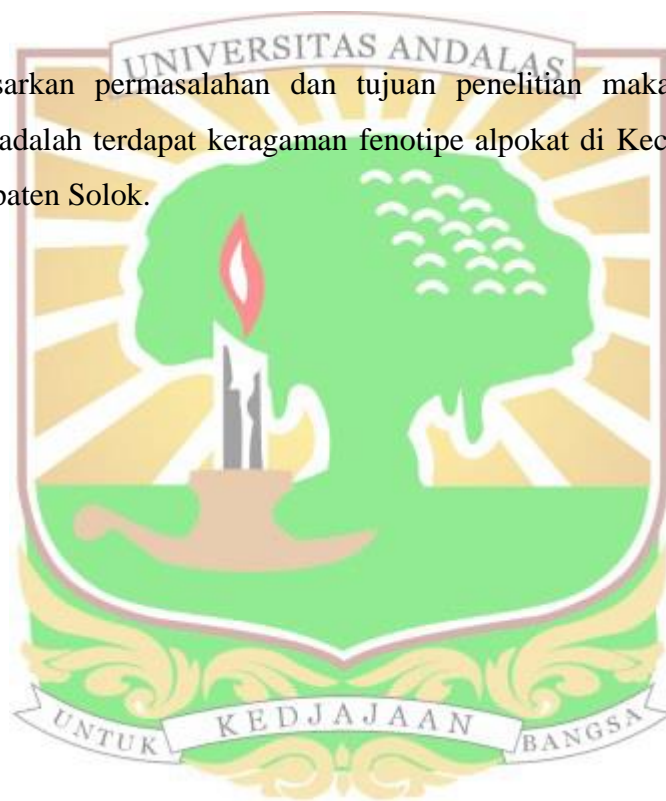 UNIVERSITAS ANDALAS
sarkan permasalahan dan tujuan penelitian maka
adalah terdapat keragaman fenotipe alpokat di Kec
paten Solok.
UNTUK KEDJAJAAN BANGSA